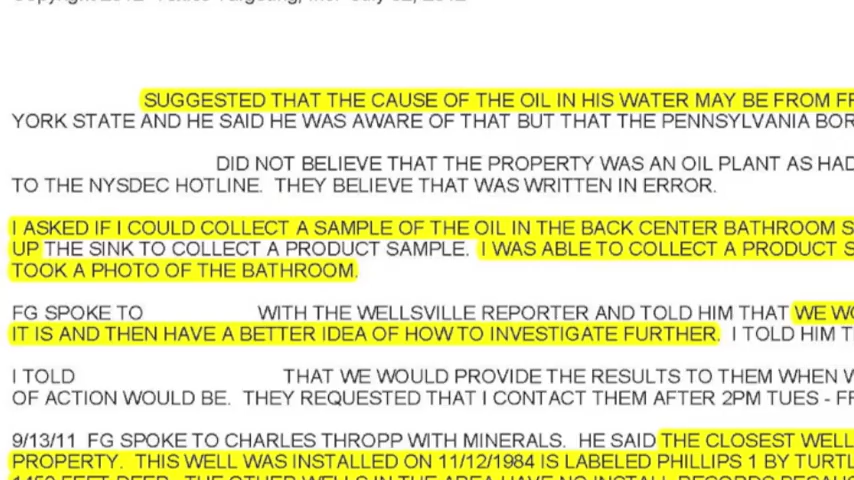 SUGGESTED THAT THE CAUSE OF THE OIL IN HIS WATER MAY BE FROM
YORK STATE AND HE SAID HE WAS AWARE OF THAT BUT THAT THE PENNSYLVANIA
DID NOT BELIEVE THAT THE PROPERTY WAS AN OIL PLANT AS HAD
TO THE NYSDEC HOTLINE. THEY BELIEVE THAT WAS WRITTEN IN ERROR.
I ASKED IF I COULD COLLECT A SAMPLE OF THE OIL IN THE BACK CENTER BATHROOM
UP THE SINK TO COLLECT A PRODUCT SAMPLE. I WAS ABLE TO COLLECT A PRODUCT
TOOK A PHOTO OF THE BATHROOM.
FG SPOKE TO WITH THE WELLSVILLE REPORTER AND TOLD HIM THAT WE
IT IS AND THEN HAVE A BETTER IDEA OF HOW TO INVESTIGATE FURTHER. I TOLD HIM
I TOLD THAT WE WOULD PROVIDE THE RESULTS TO THEM WHEN
OF ACTION WOULD BE. THEY REQUESTED THAT I CONTACT THEM AFTER 2PM TUES -
9/13/11 FG SPOKE TO CHARLES THROPP WITH MINERALS. HE SAID THE CLOSEST WELL
PROPERTY. THIS WELL WAS INSTALLED ON 11/12/1984 IS LABELED PHILLIPS 1 BY